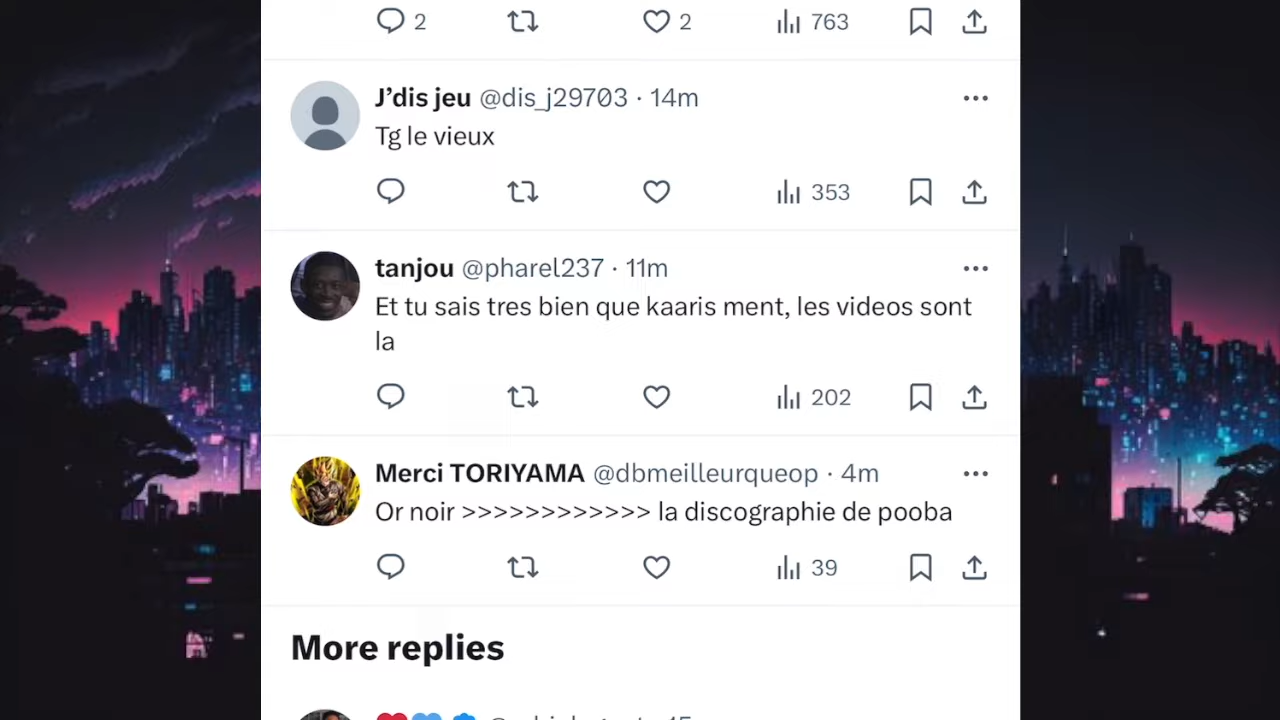 2 2 763
J’dis jeu @dis_j29703 · 14m
Tg le vieux
353
tanjou @pharel237 · 11m
Et tu sais tres bien que kaaris ment, les videos sont
la
202
Merci TORIYAMA @dbmeilleurqueop · 4m
Or noir >>>>>>>>>>>> la discographie de pooba
39
More replies